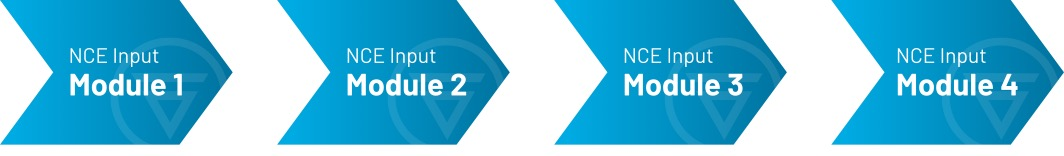 NCE Input
Module 1
NCE Input
Module 2
NCE Input
Module 3
NCE Input
Module 4